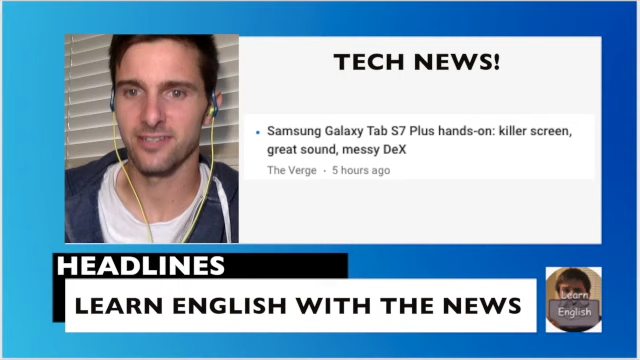 TECH NEWS!
Samsung Galaxy Tab S7 Plus hands-on: killer screen,
great sound, messy DeX
The Verge · 5 hours ago
HEADLINES
LEARN ENGLISH WITH THE NEWS
Learn
English